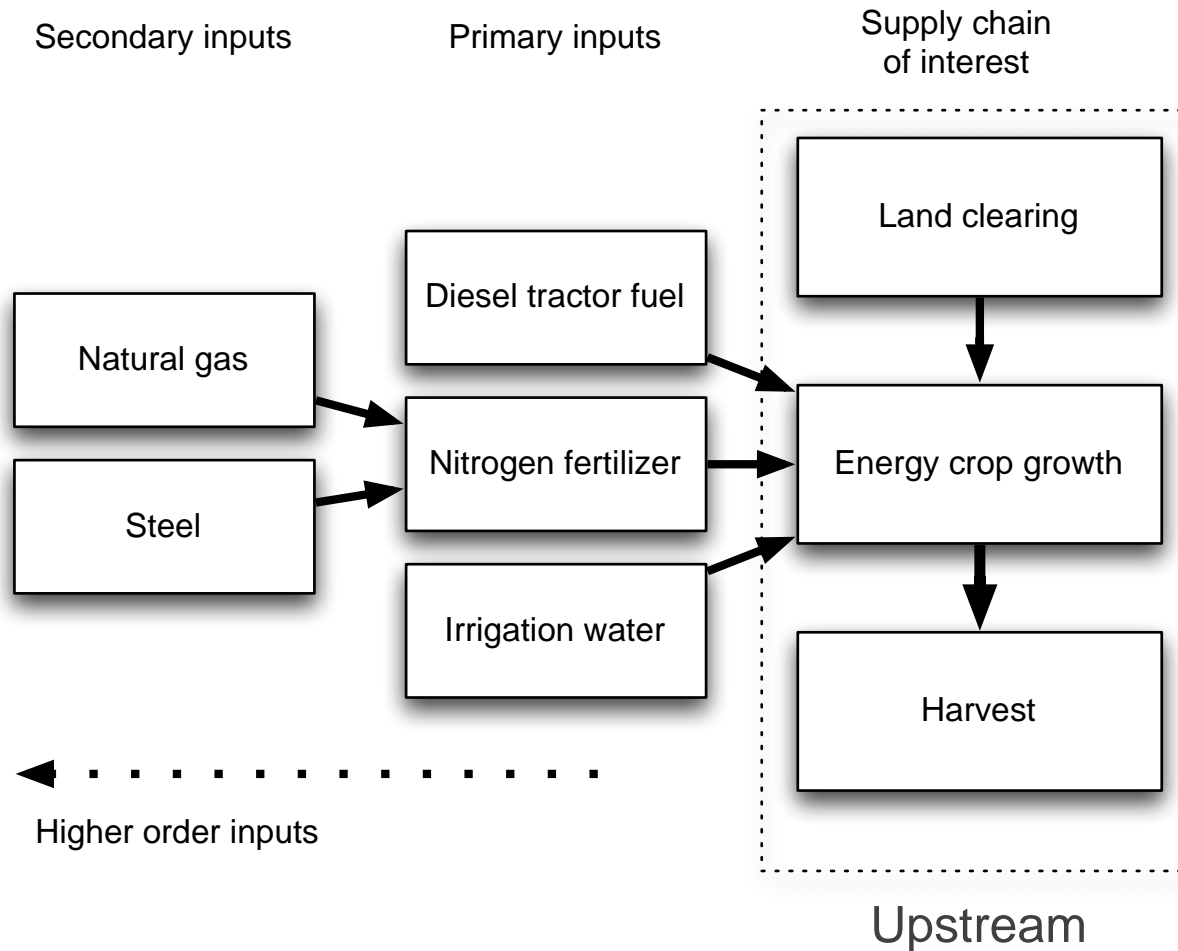 Secondary inputs
Primary inputs
Supply chain
of interest
Land clearing
Diesel tractor fuel
Natural gas
Nitrogen fertilizer
Energy crop growth
Steel
Irrigation water
Harvest
Higher order inputs
Upstream